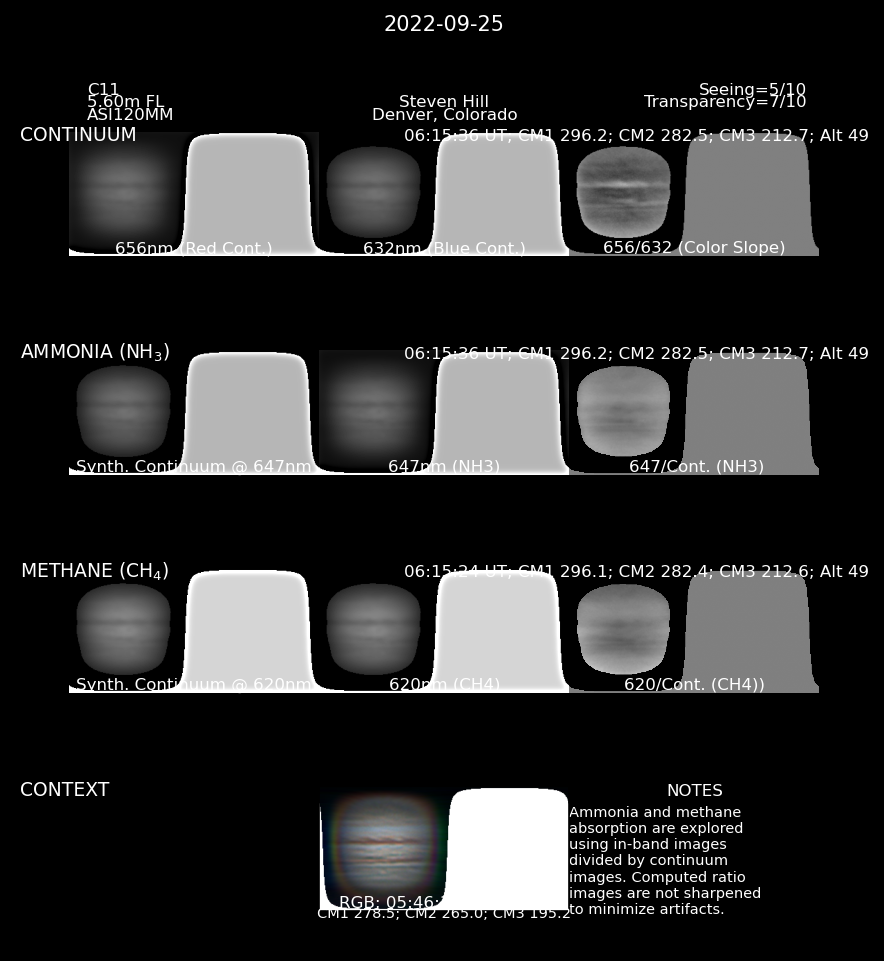 2022-09-25
C11
5.60m FL
ASI120MM
Steven Hill
Denver, Colorado
Seeing=5/10
Transparency=7/10
CONTINUUM
06:15:36 UT; CM1 296.2; CM2 282.5; CM3 212.7; Alt 49
656nm (Red Cont.)
632nm (Blue Cont.)
656/632 (Color Slope)
AMMONIA (NH₃)
06:15:36 UT; CM1 296.2; CM2 282.5; CM3 212.7; Alt 49
Synth. Continuum @ 647nm
647nm (NH3)
647/Cont. (NH3)
METHANE (CH₄)
06:15:24 UT; CM1 296.1; CM2 282.4; CM3 212.6; Alt 49
Synth. Continuum @ 620nm
620nm (CH4)
620/Cont. (CH4))
CONTEXT
RGB: 05:46:
CM1 278.5; CM2 265.0; CM3 195.2
NOTES
Ammonia and methane
absorption are explored
using in-band images
divided by continuum
images. Computed ratio
images are not sharpened
to minimize artifacts.